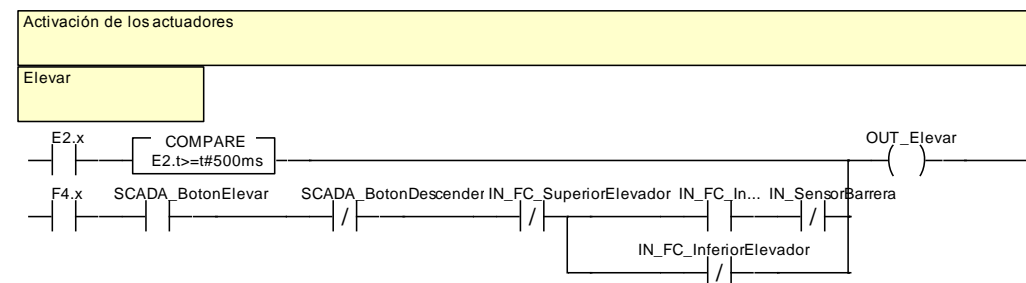 Activación de los actuadores
Elevar
E2.x COMPARE OUT_Elevar
E2.t>=t#500ms
F4.x SCADA_BotonElevar SCADA_BotonDescender IN_FC_SuperiorElevador IN_FC_In... IN_SensorBarrera
IN_FC_InferiorElevador